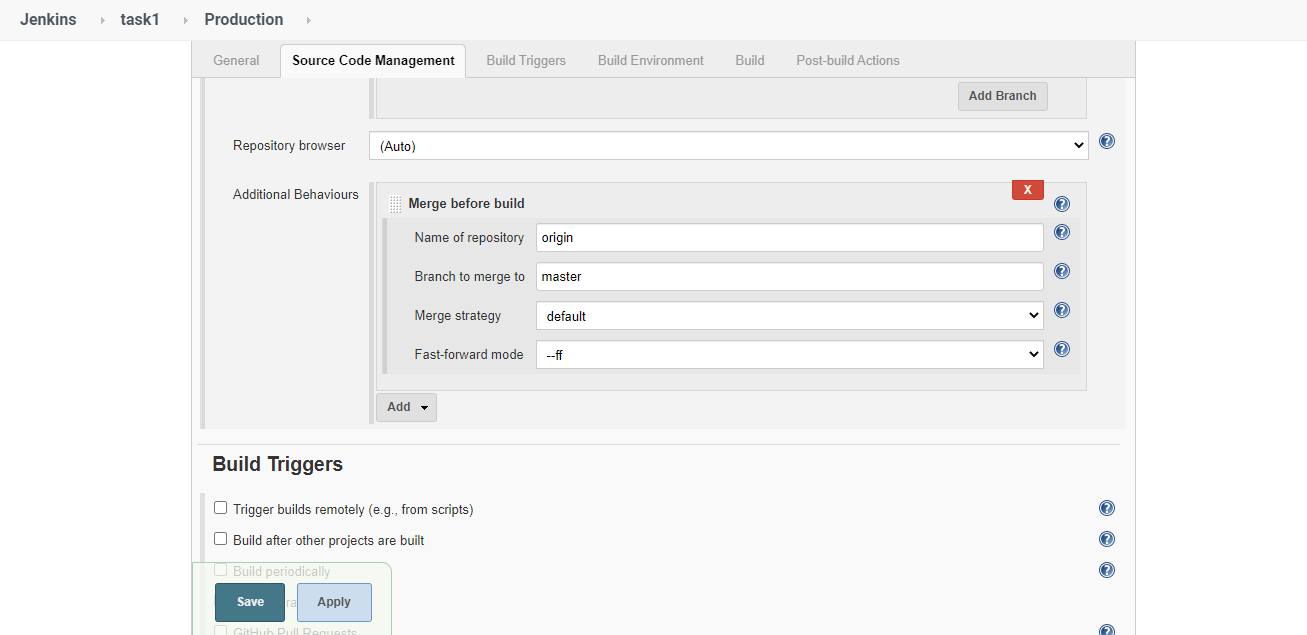 Jenkins task1 Production
General Source Code Management Build Triggers Build Environment Build Post-build Actions
Add Branch
Repository browser (Auto)
Additional Behaviours
X
Merge before build
Name of repository origin
Branch to merge to master
Merge strategy default
Fast-forward mode --ff
Add
Build Triggers
Trigger builds remotely (e.g., from scripts)
Build after other projects are built
Build periodically
Save Apply
GitHub Pull Requests